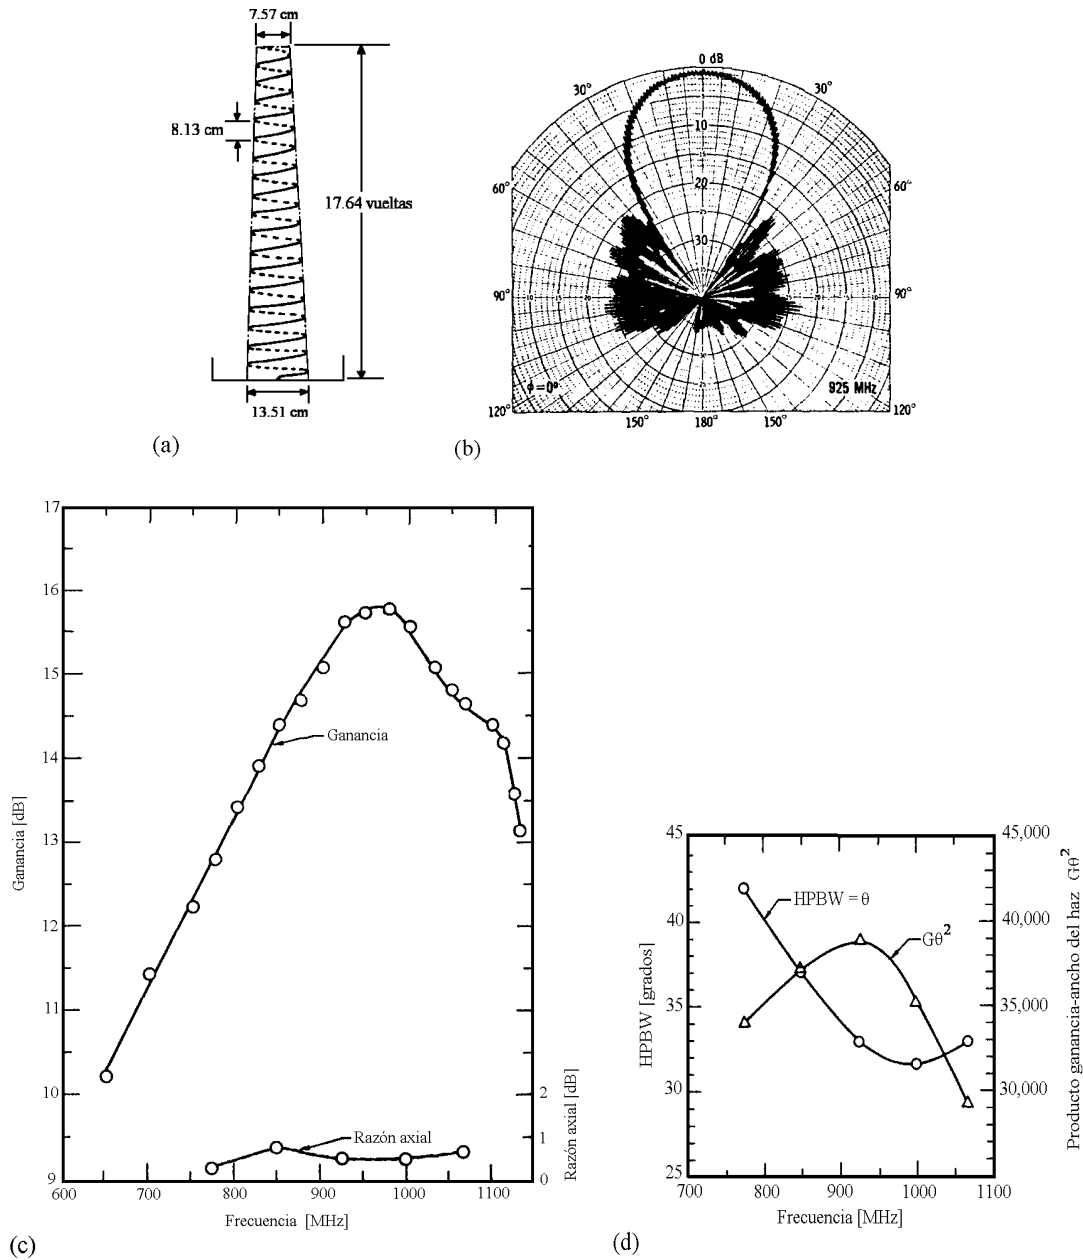 7.57 cm
8.13 cm
17.64 vueltas
13.51 cm
(a)
0 dB
30°
30°
60°
60°
90°
90°
120°
120°
150°
180°
150°
5
10
15
20
25
30
ϕ=0°
925 MHz
(b)
17
16
15
14
13
12
11
10
9
Ganancia [dB]
Ganancia
Razón axial
2
1
0
Razón axial [dB]
600
700
800
900
1000
1100
Frecuencia [MHz]
(c)
45
40
35
30
25
HPBW [grados]
HPBW = θ
Gθ²
45,000
40,000
35,000
30,000
Producto ganancia-ancho del haz Gθ²
700
800
900
1000
1100
Frecuencia [MHz]
(d)